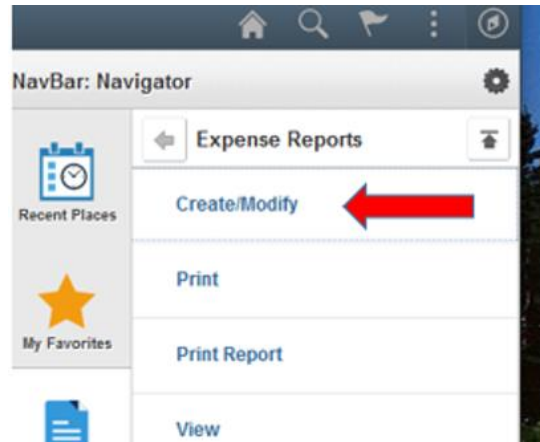 NavBar: Navigator
Expense Reports
Recent Places
Create/Modify
My Favorites
Print
Print Report
View